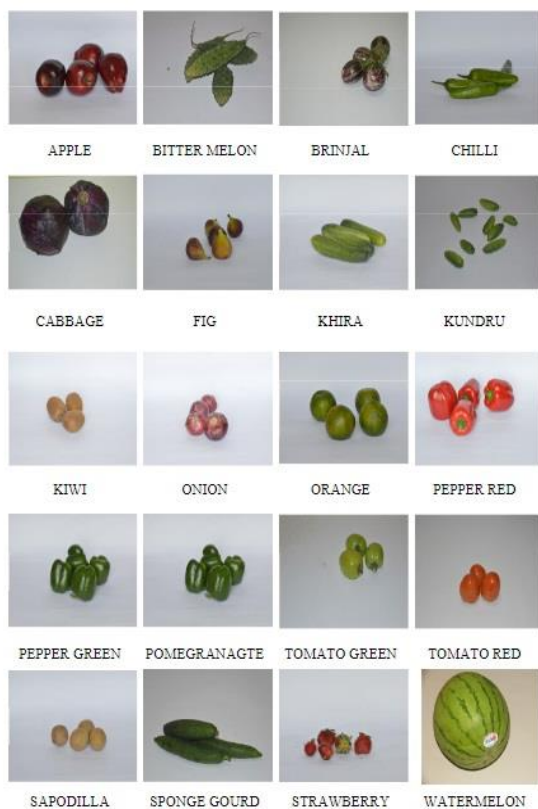 APPLE BITTER MELON BRINJAL CHILLI
CABBAGE FIG KHIRA KUNDRU
KIWI ONION ORANGE PEPPER RED
PEPPER GREEN POMEGRANAGTE TOMATO GREEN TOMATO RED
SAPODILLA SPONGE GOURD STRAWBERRY WATERMELON